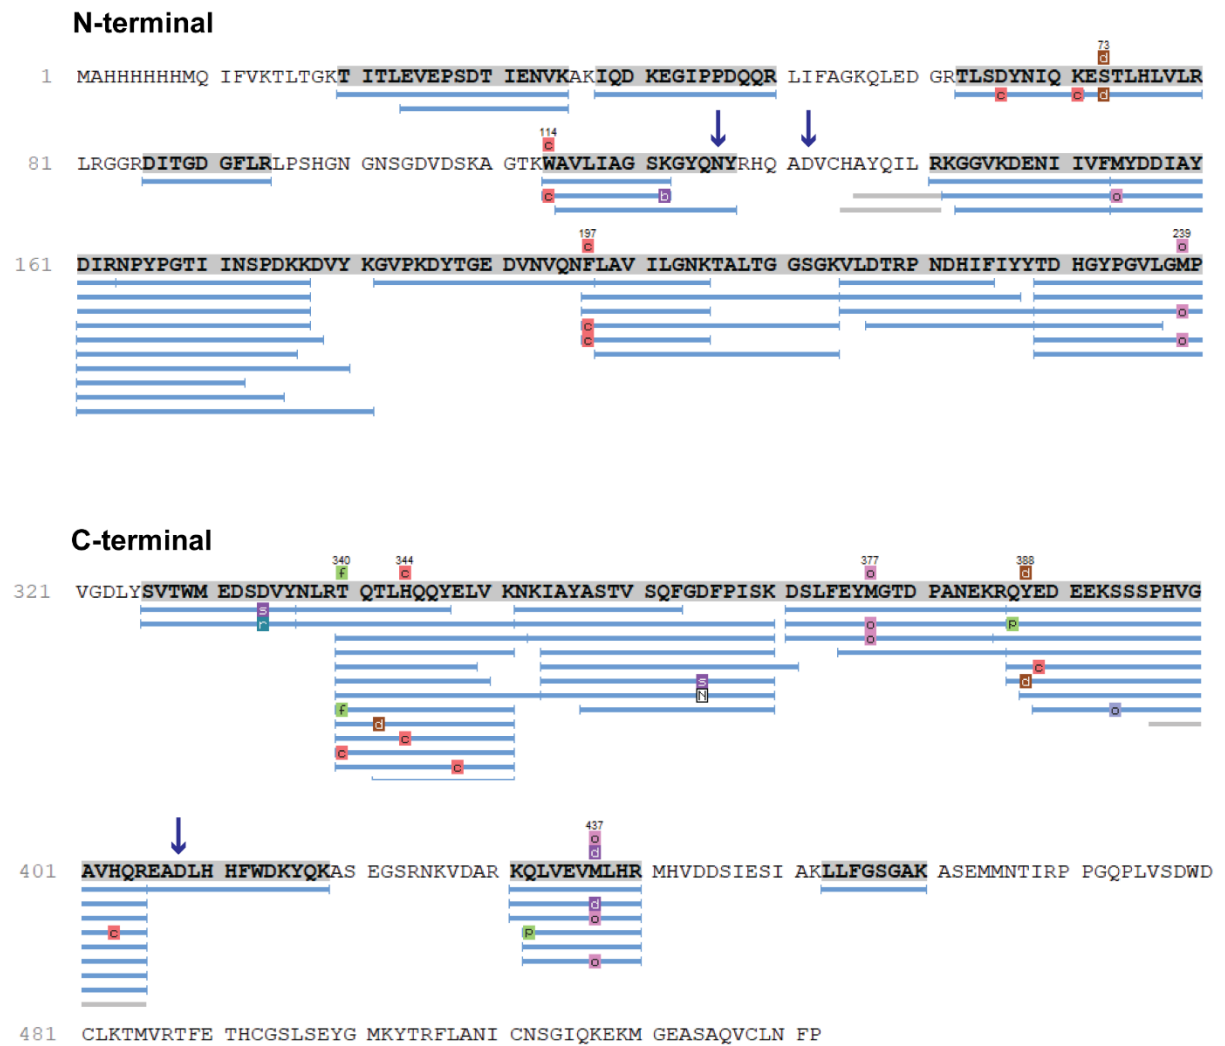 N-terminal
73
d
1 MAHHHHHHMQ IFVKTLTGKT ITLEVEPSDT IENVKAKIQD KEGIPPDQQR LIFAGKQLED GRTLSDYNIQ KESTLHLVLR
c c d
114
c
81 LRGGRDITGD GFLRLPSHGN GNSGDVDSKA GTKWAVLIAG SKGYQNYRHQ ADVCHAYQIL RKGGVKDENI IVFMYDDIAY
c b o
197 239
c o
161 DIRNPYPGTI INSPDKKDVY KGVPKDYTGE DVNVQNFLAV ILGNKTALTG GSGKVLDTRP NDHIFIYYTD HGYPGVLGMP
o
c
c o
C-terminal
340 344 377 388
f c o d
321 VGDLYSVTWM EDSDVYNLRT QTLHQQYELV KNKIAYASTV SQFGDFPISK DSLFEYMGTD PANEKRQYED EEKSSSPHVG
s
r o p
o
c
s d
N
f o
d
c
c
c
437
o
d
401 AVHQREADLH HFWDKYQKAS EGSRNKVDAR KQLVEVMLHR MHVDDSIESI AKLLFGSGAK ASEMMNTIRP PGQPLVSDWD
d
o
c p
o
481 CLKTMVRTFE THCGSLSEYG MKYTRFLANI CNSGIQKEKM GEASAQVCLN FP